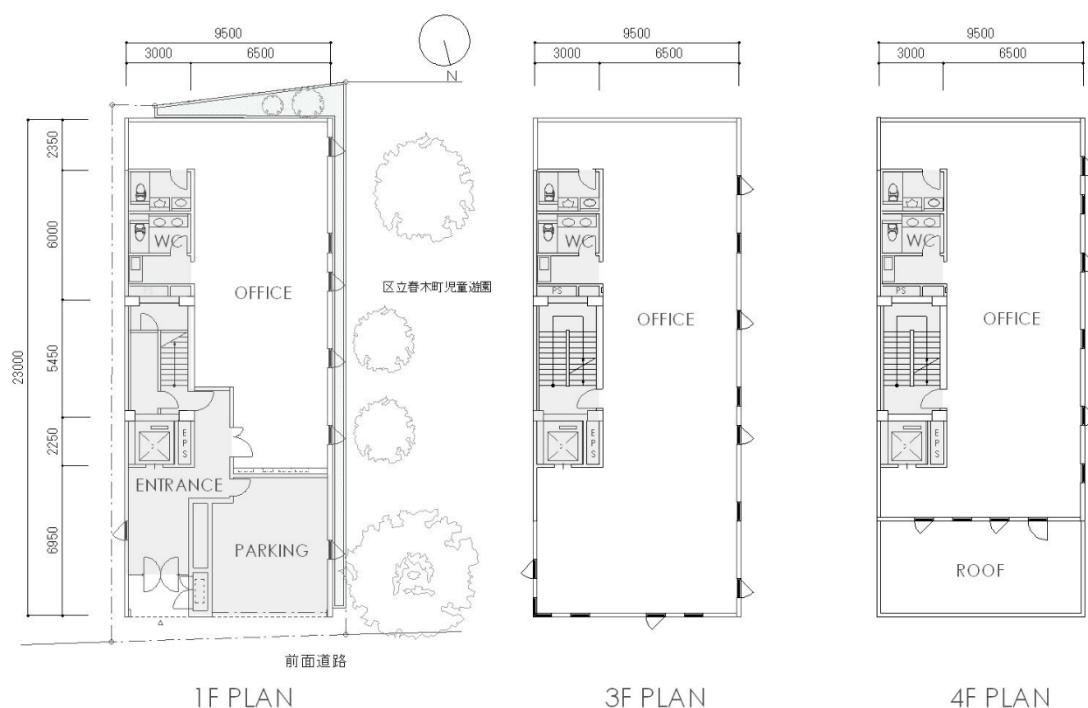 9500
3000
6500
9500
3000
6500
9500
3000
6500
N
2350
6000
5450
2250
6950
23000
WC
OFFICE
EPS
ENTRANCE
PARKING
区立春木町児童遊園
前面道路
WC
PS
OFFICE
EPS
WC
PS
OFFICE
EPS
ROOF
1F PLAN
3F PLAN
4F PLAN